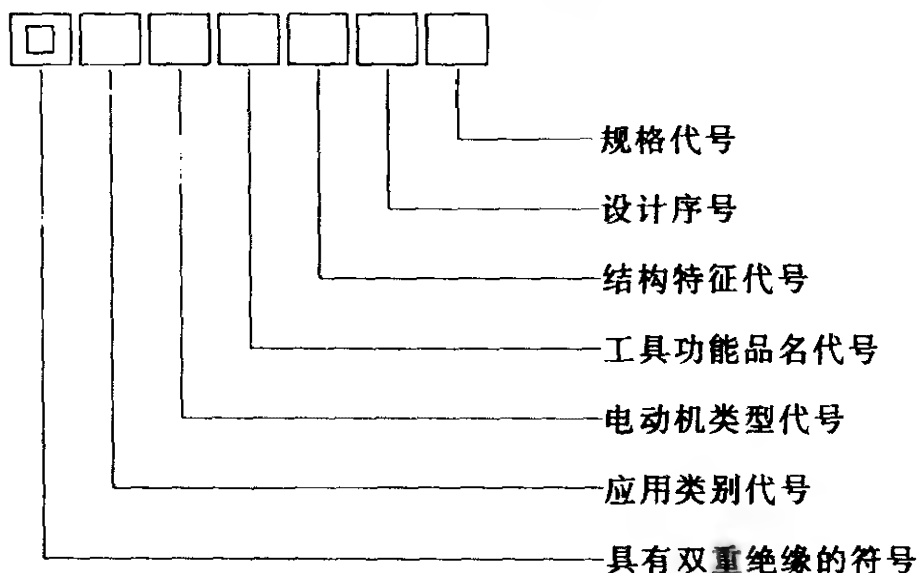 规格代号
设计序号
结构特征代号
工具功能品名代号
电动机类型代号
应用类别代号
具有双重绝缘的符号